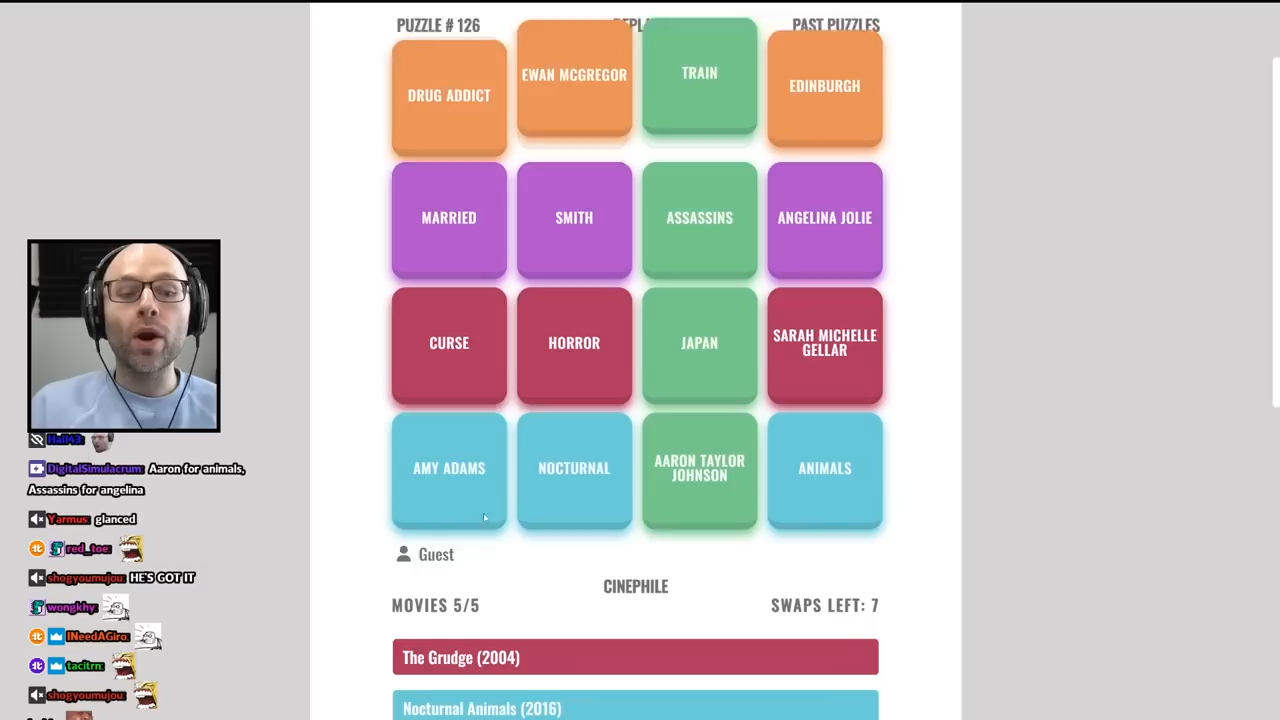 PUZZLE # 126
REPLA
PAST PUZZLES
DRUG ADDICT
EWAN MCGREGOR
TRAIN
EDINBURGH
MARRIED
SMITH
ASSASSINS
ANGELINA JOLIE
CURSE
HORROR
JAPAN
SARAH MICHELLE
GELLAR
AMY ADAMS
NOCTURNAL
AARON TAYLOR
JOHNSON
ANIMALS
Guest
CINEPHILE
MOVIES 5/5
SWAPS LEFT: 7
The Grudge (2004)
Nocturnal Animals (2016)
Hail43:
DigitalSimulacrum: Aaron for animals,
Assassins for angelina
Yarmus: glanced
red_toe:
shogyoumujou: HE'S GOT IT
wongkhy:
INeedAGiro:
tacitrn:
shogyoumujou: